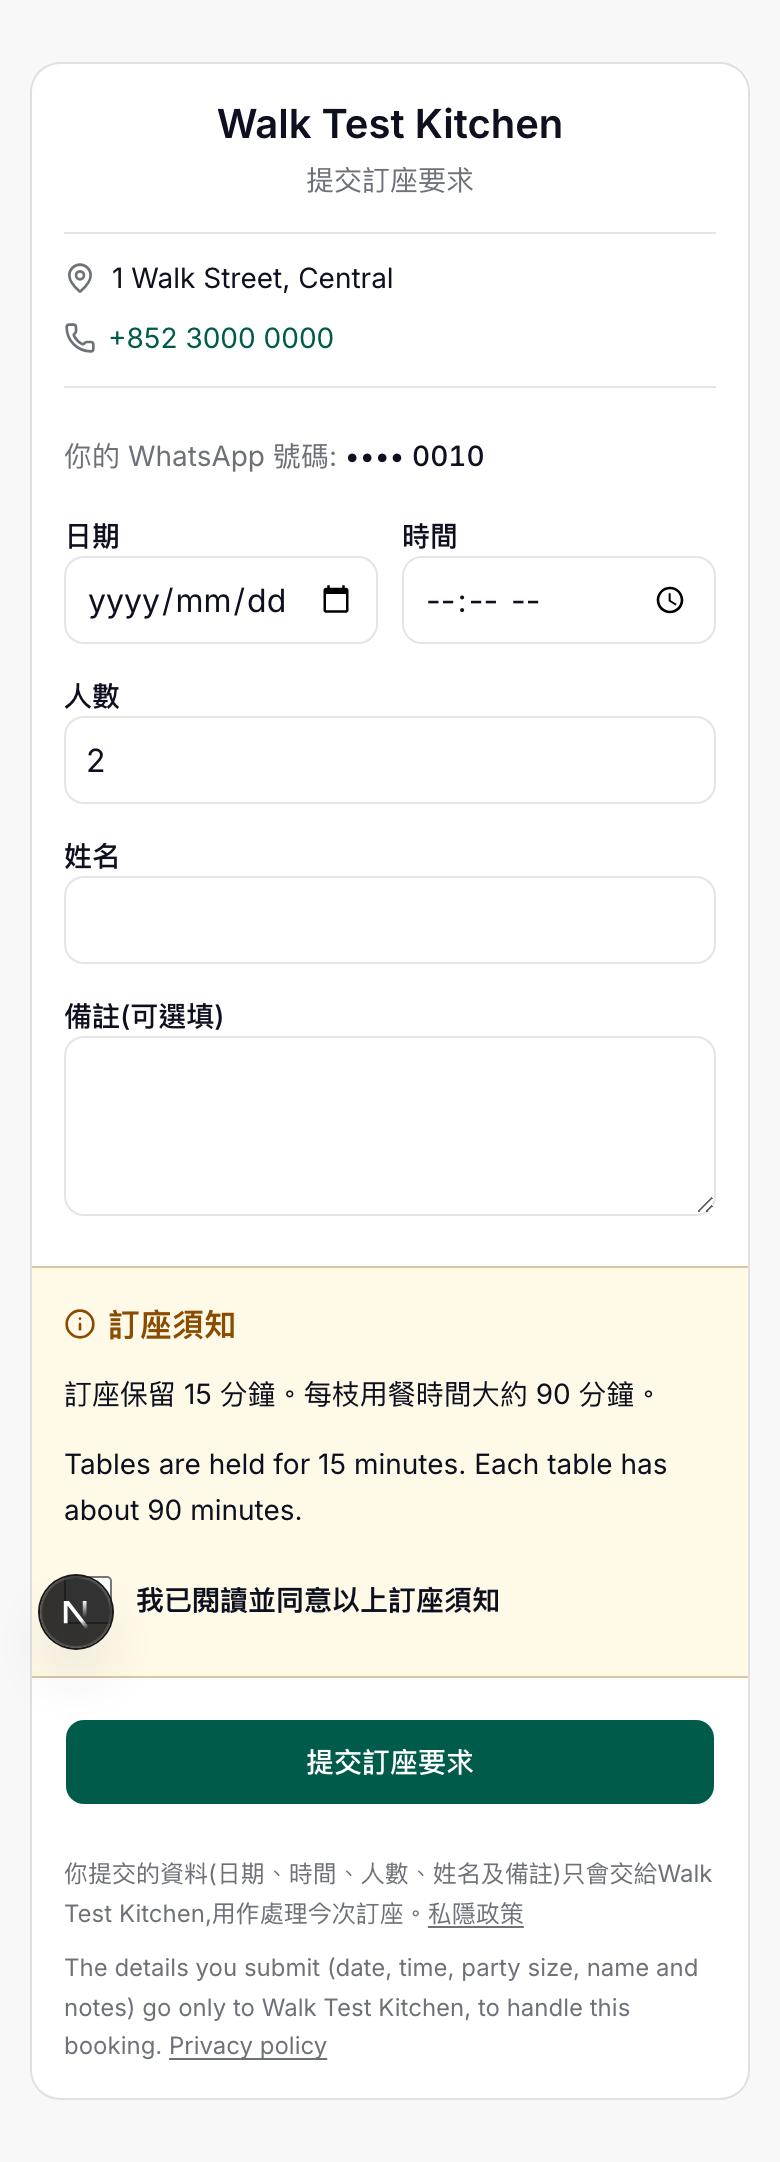 Walk Test Kitchen
提交訂座要求
1 Walk Street, Central
+852 3000 0000
你的 WhatsApp 號碼: •••• 0010
日期
時間
yyyy/mm/dd
--:-- --
人數
2
姓名
備註(可選填)
訂座須知
訂座保留 15 分鐘。每枝用餐時間大約 90 分鐘。
Tables are held for 15 minutes. Each table has
about 90 minutes.
N
我已閱讀並同意以上訂座須知
提交訂座要求
你提交的資料(日期、時間、人數、姓名及備註)只會交給Walk
Test Kitchen,用作處理今次訂座。私隱政策
The details you submit (date, time, party size, name and
notes) go only to Walk Test Kitchen, to handle this
booking. Privacy policy